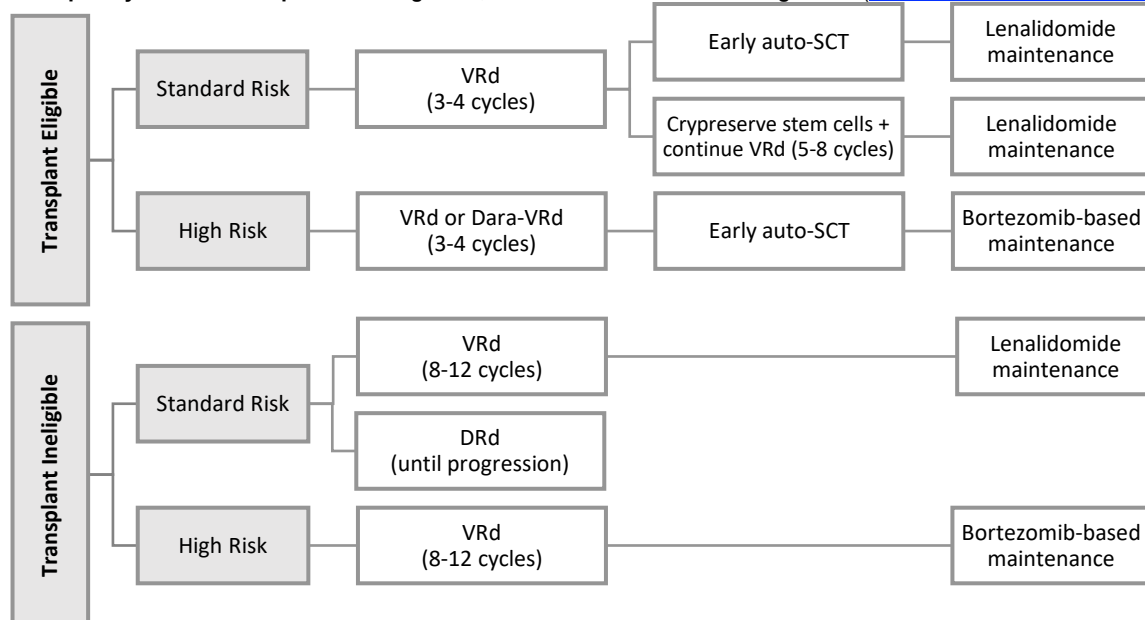 Transplant Eligible
Standard Risk
VRd
(3-4 cycles)
Early auto-SCT
Lenalidomide
maintenance
Crypreserve stem cells +
continue VRd (5-8 cycles)
Lenalidomide
maintenance
High Risk
VRd or Dara-VRd
(3-4 cycles)
Early auto-SCT
Bortezomib-based
maintenance
Transplant Ineligible
Standard Risk
VRd
(8-12 cycles)
Lenalidomide
maintenance
DRd
(until progression)
High Risk
VRd
(8-12 cycles)
Bortezomib-based
maintenance